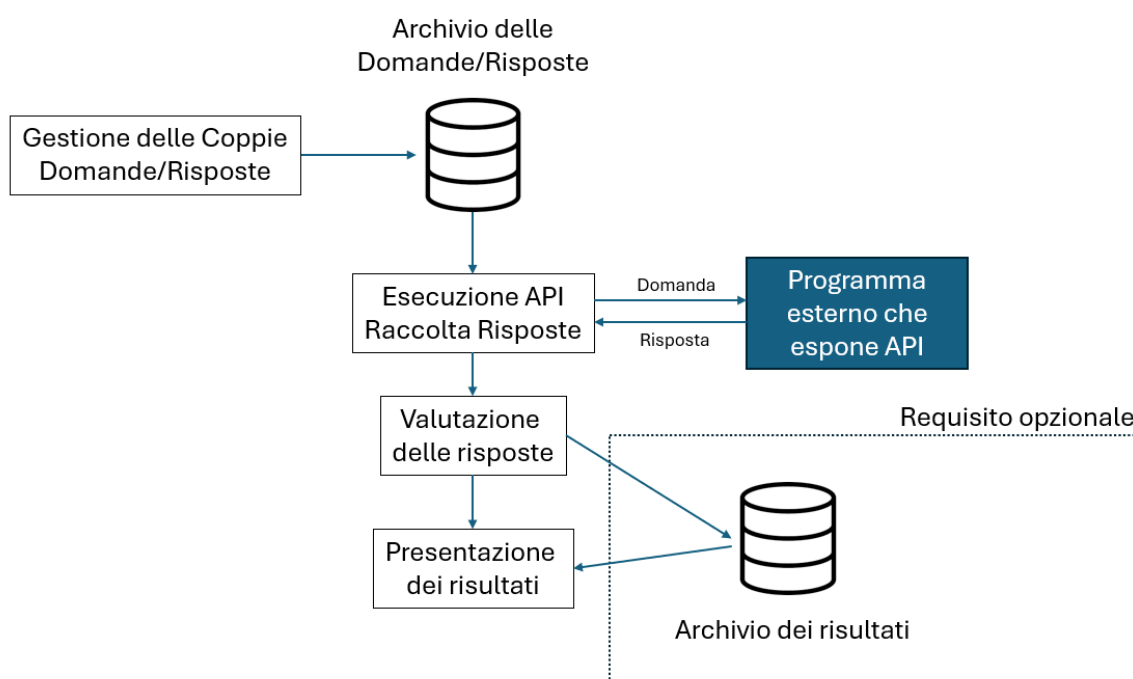 Archivio delle
Domande/Risposte
Gestione delle Coppie
Domande/Risposte
Esecuzione API
Raccolta Risposte
Domanda
Risposta
Programma
esterno che
espone API
Valutazione
delle risposte
Requisito opzionale
Presentazione
dei risultati
Archivio dei risultati